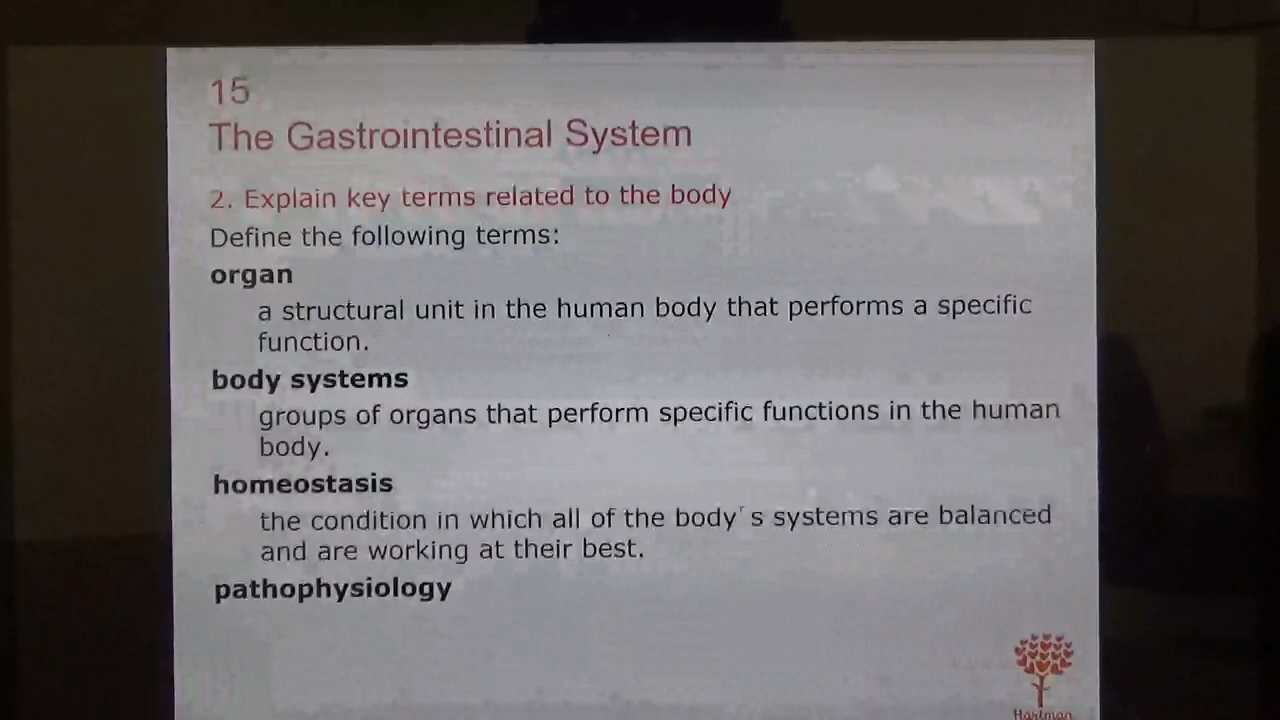 15
The Gastrointestinal System
2. Explain key terms related to the body
Define the following terms:
organ
a structural unit in the human body that performs a specific
function.
body systems
groups of organs that perform specific functions in the human
body.
homeostasis
the condition in which all of the body's systems are balanced
and are working at their best.
pathophysiology
Hartman